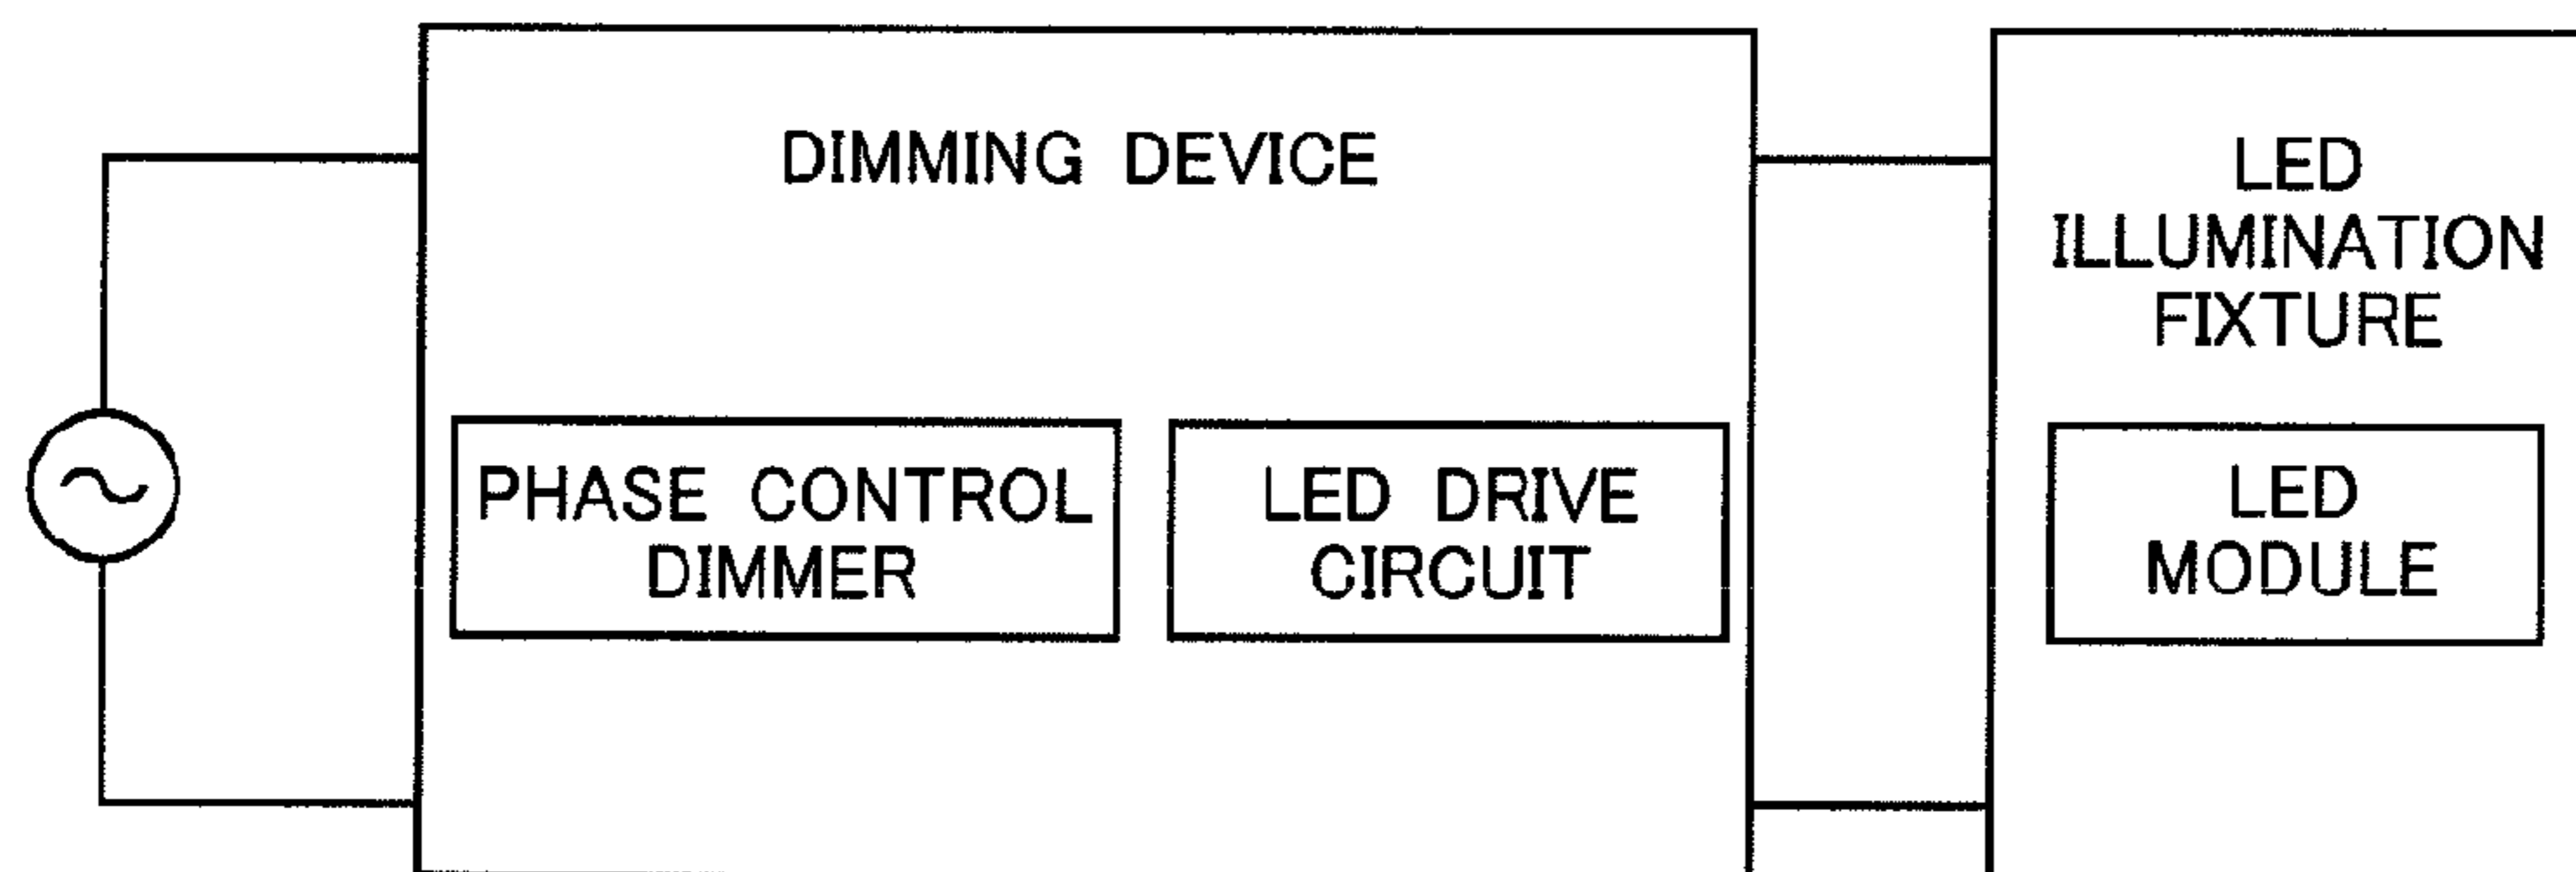 DIMMING DEVICE
LED
ILLUMINATION
FIXTURE
PHASE CONTROL
DIMMER
LED DRIVE
CIRCUIT
LED
MODULE